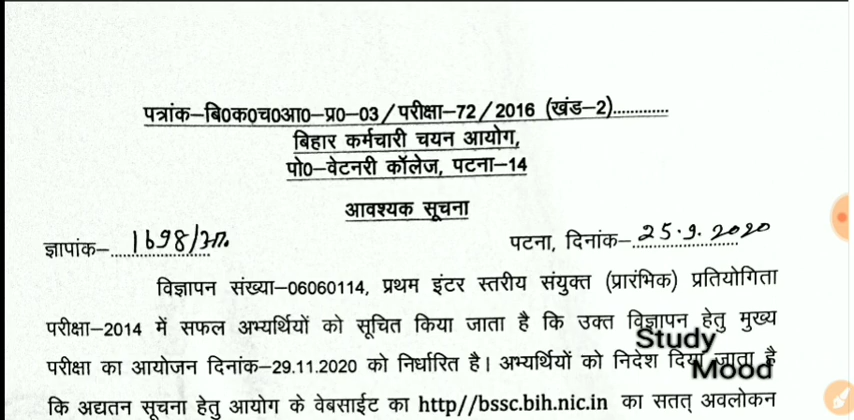 पत्रांक–बि0क0च0आ0–प्र0–03/परीक्षा–72/2016 (खंड–2).............
बिहार कर्मचारी चयन आयोग,
पो0–वेटनरी कॉलेज, पटना–14
आवश्यक सूचना
ज्ञापांक–1698/अ0. पटना, दिनांक–25.9.2020
विज्ञापन संख्या–06060114, प्रथम इंटर स्तरीय संयुक्त (प्रारंभिक) प्रतियोगिता
परीक्षा–2014 में सफल अभ्यर्थियों को सूचित किया जाता है कि उक्त विज्ञापन हेतु मुख्य
परीक्षा का आयोजन दिनांक–29.11.2020 को निर्धारित है। अभ्यर्थियों को निदेश दिया जाता है
कि अद्यतन सूचना हेतु आयोग के वेबसाईट का http//bssc.bih.nic.in का सतत् अवलोकन
Study
Mood